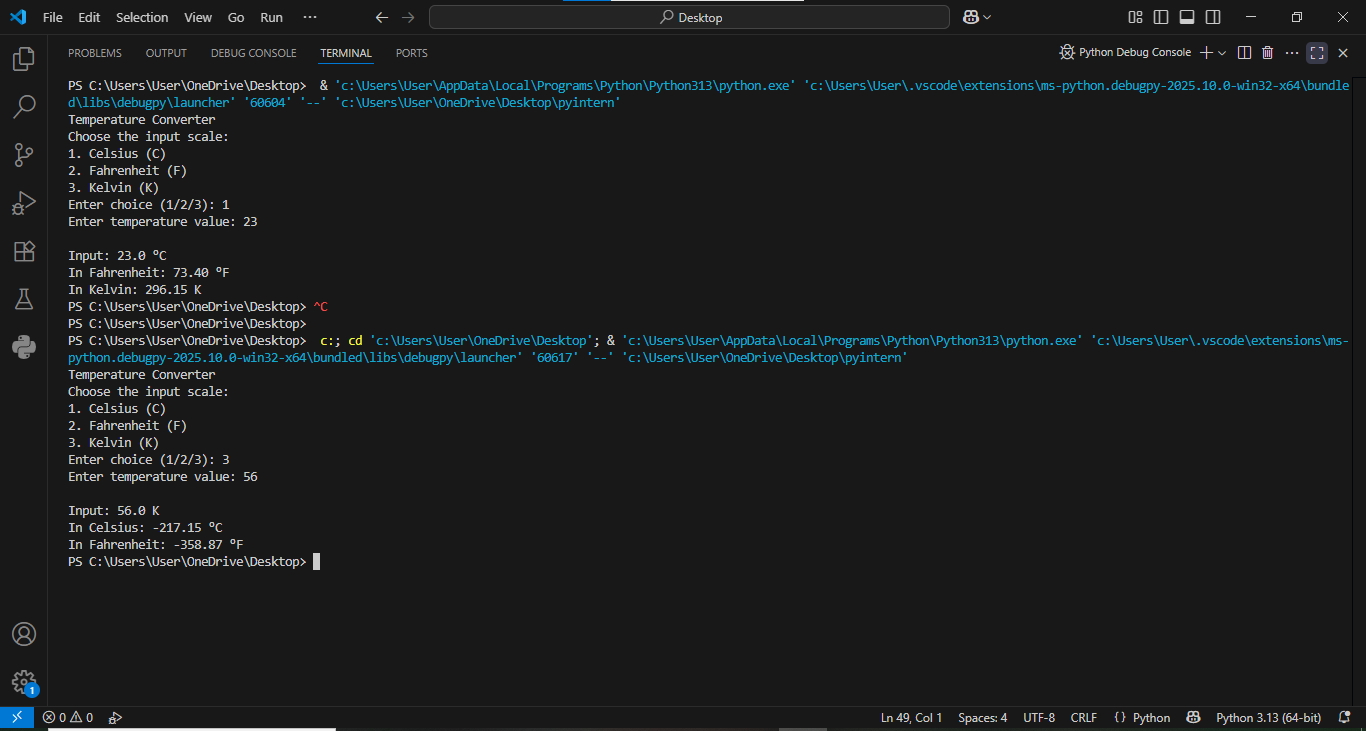 File Edit Selection View Go Run ··· Desktop
PROBLEMS OUTPUT DEBUG CONSOLE TERMINAL PORTS Python Debug Console
PS C:\Users\User\OneDrive\Desktop>  & 'c:\Users\User\AppData\Local\Programs\Python\Python313\python.exe' 'c:\Users\User\.vscode\extensions\ms-python.debugpy-2025.10.0-win32-x64\bundle
d\libs\debugpy\launcher' '60604' '--' 'c:\Users\User\OneDrive\Desktop\pyintern'
Temperature Converter
Choose the input scale:
1. Celsius (C)
2. Fahrenheit (F)
3. Kelvin (K)
Enter choice (1/2/3): 1
Enter temperature value: 23
Input: 23.0 °C
In Fahrenheit: 73.40 °F
In Kelvin: 296.15 K
PS C:\Users\User\OneDrive\Desktop> ^C
PS C:\Users\User\OneDrive\Desktop>
PS C:\Users\User\OneDrive\Desktop>  c:; cd 'c:\Users\User\OneDrive\Desktop'; & 'c:\Users\User\AppData\Local\Programs\Python\Python313\python.exe' 'c:\Users\User\.vscode\extensions\ms-
python.debugpy-2025.10.0-win32-x64\bundled\libs\debugpy\launcher' '60617' '--' 'c:\Users\User\OneDrive\Desktop\pyintern'
Temperature Converter
Choose the input scale:
1. Celsius (C)
2. Fahrenheit (F)
3. Kelvin (K)
Enter choice (1/2/3): 3
Enter temperature value: 56
Input: 56.0 K
In Celsius: -217.15 °C
In Fahrenheit: -358.87 °F
PS C:\Users\User\OneDrive\Desktop>
1
0 0 Ln 49, Col 1 Spaces: 4 UTF-8 CRLF {} Python Python 3.13 (64-bit)